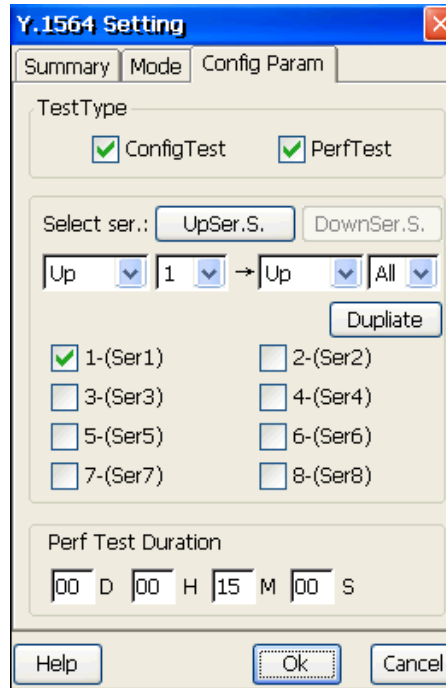 Y.1564 Setting
Summary Mode Config Param
TestType
ConfigTest PerfTest
Select ser.: UpSer.S. DownSer.S.
Up 1 → Up All
Dupliate
1-(Ser1) 2-(Ser2)
3-(Ser3) 4-(Ser4)
5-(Ser5) 6-(Ser6)
7-(Ser7) 8-(Ser8)
Perf Test Duration
00 D 00 H 15 M 00 S
Help Ok Cancel